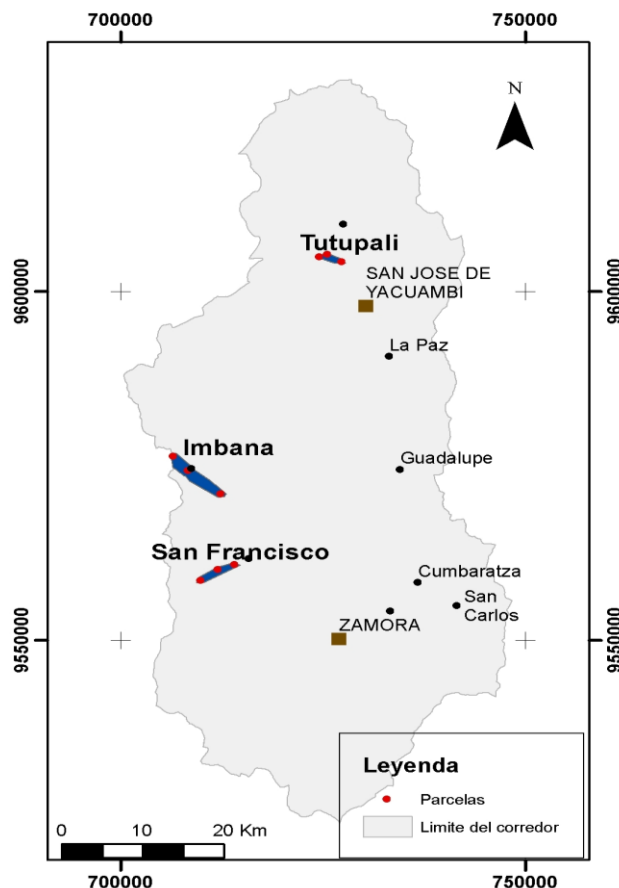 700000 750000
N
Tutupali
SAN JOSE DE
YACUAMBI
9600000 9600000
La Paz
Imbana
Guadalupe
San Francisco
Cumbaratza
San
Carlos
ZAMORA
9550000 9550000
Leyenda
Parcelas
Limite del corredor
0 10 20 Km
700000 750000